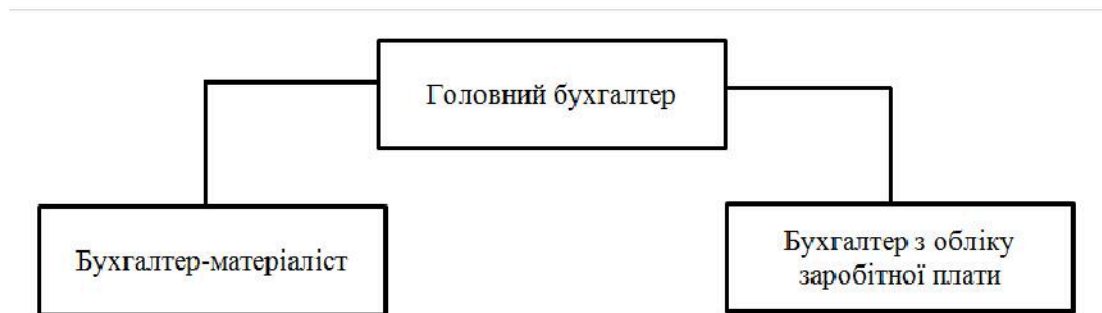 Головний бухгалтер
Бухгалтер-матеріаліст
Бухгалтер з обліку
заробітної плати